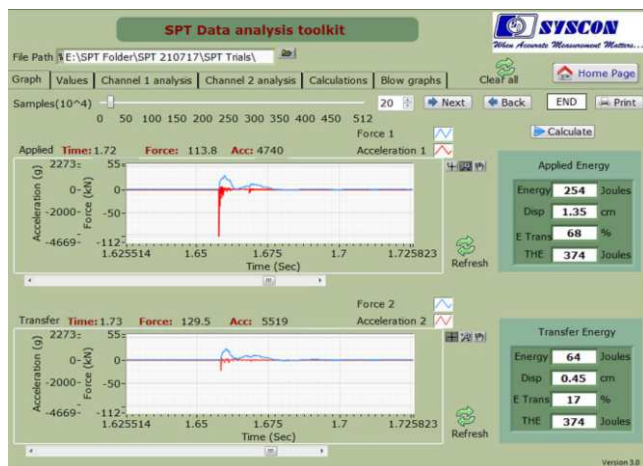 SPT Data analysis toolkit
SYSCON
When Accurate Measurement Matters...
File Path E:\SPT Folder\SPT 210717\SPT Trials\
Graph Values Channel 1 analysis Channel 2 analysis Calculations Blow graphs
Clear all
Home Page
Samples(10^4)
0 50 100 150 200 250 300 350 400 450 512
20
Next
Back
END
Print
Force 1
Calculate
Applied Time: 1.72 Force: 113.8 Acc: 4740 Acceleration 1
Acceleration (g)
2273
0
-2000
-4669
Force (kN)
55
0
-50
-112
1.625514 1.65 1.675 1.7 1.725823
Time (Sec)
Refresh
Applied Energy
Energy 254 Joules
Disp 1.35 cm
E Trans 68 %
THE 374 Joules
Force 2
Transfer Time: 1.73 Force: 129.5 Acc: 5519 Acceleration 2
Acceleration (g)
2273
0
-2000
-4669
Force (kN)
55
0
-50
-112
1.625514 1.65 1.675 1.7 1.725823
Time (Sec)
Refresh
Transfer Energy
Energy 64 Joules
Disp 0.45 cm
E Trans 17 %
THE 374 Joules
Version 3.0